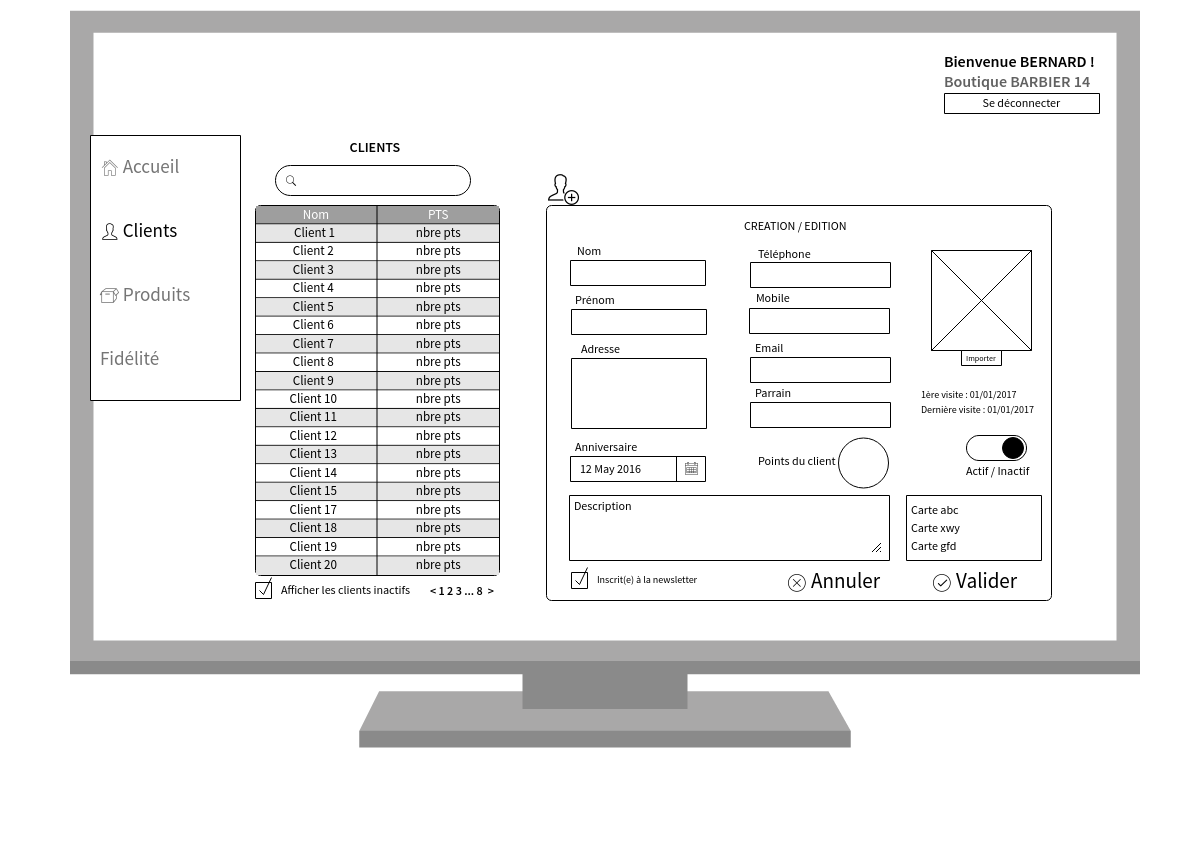 Bienvenue BERNARD !
Boutique BARBIER 14
Se déconnecter
Accueil
Clients
Produits
Fidélité
CLIENTS
Nom PTS
Client 1 nbre pts
Client 2 nbre pts
Client 3 nbre pts
Client 4 nbre pts
Client 5 nbre pts
Client 6 nbre pts
Client 7 nbre pts
Client 8 nbre pts
Client 9 nbre pts
Client 10 nbre pts
Client 11 nbre pts
Client 12 nbre pts
Client 13 nbre pts
Client 14 nbre pts
Client 15 nbre pts
Client 17 nbre pts
Client 18 nbre pts
Client 19 nbre pts
Client 20 nbre pts
Afficher les clients inactifs < 1 2 3 ... 8 >
CREATION / EDITION
Nom
Prénom
Adresse
Anniversaire
12 May 2016
Téléphone
Mobile
Email
Parrain
Points du client
Importer
1ère visite : 01/01/2017
Dernière visite : 01/01/2017
Actif / Inactif
Description
Carte abc
Carte xwy
Carte gfd
Inscrit(e) à la newsletter
Annuler
Valider